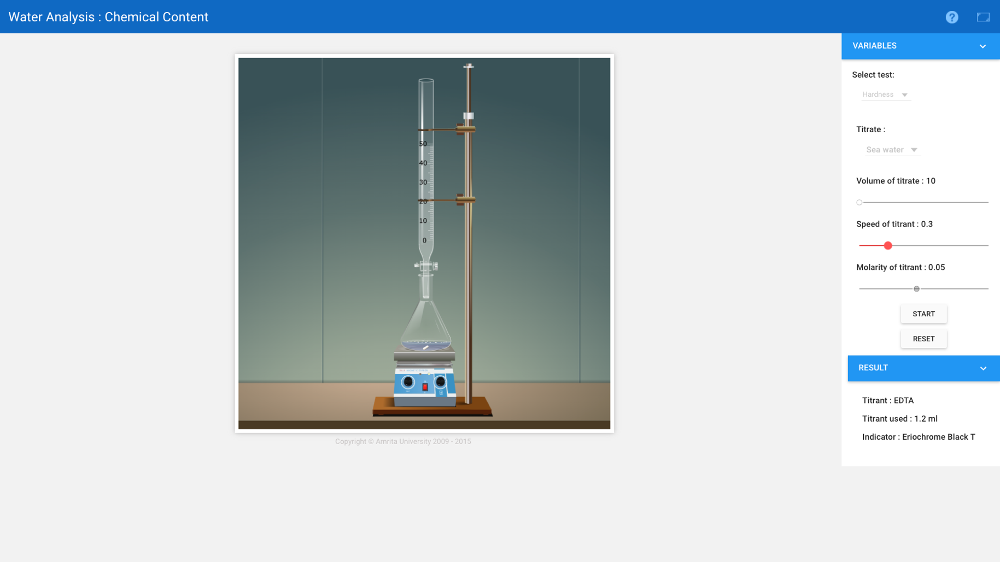 Water Analysis : Chemical Content
?
50
40
30
20
10
0
Copyright © Amrita University 2009 - 2015
VARIABLES
Select test:
Hardness
Titrate :
Sea water
Volume of titrate : 10
Speed of titrant : 0.3
Molarity of titrant : 0.05
START
RESET
RESULT
Titrant : EDTA
Titrant used : 1.2 ml
Indicator : Eriochrome Black T